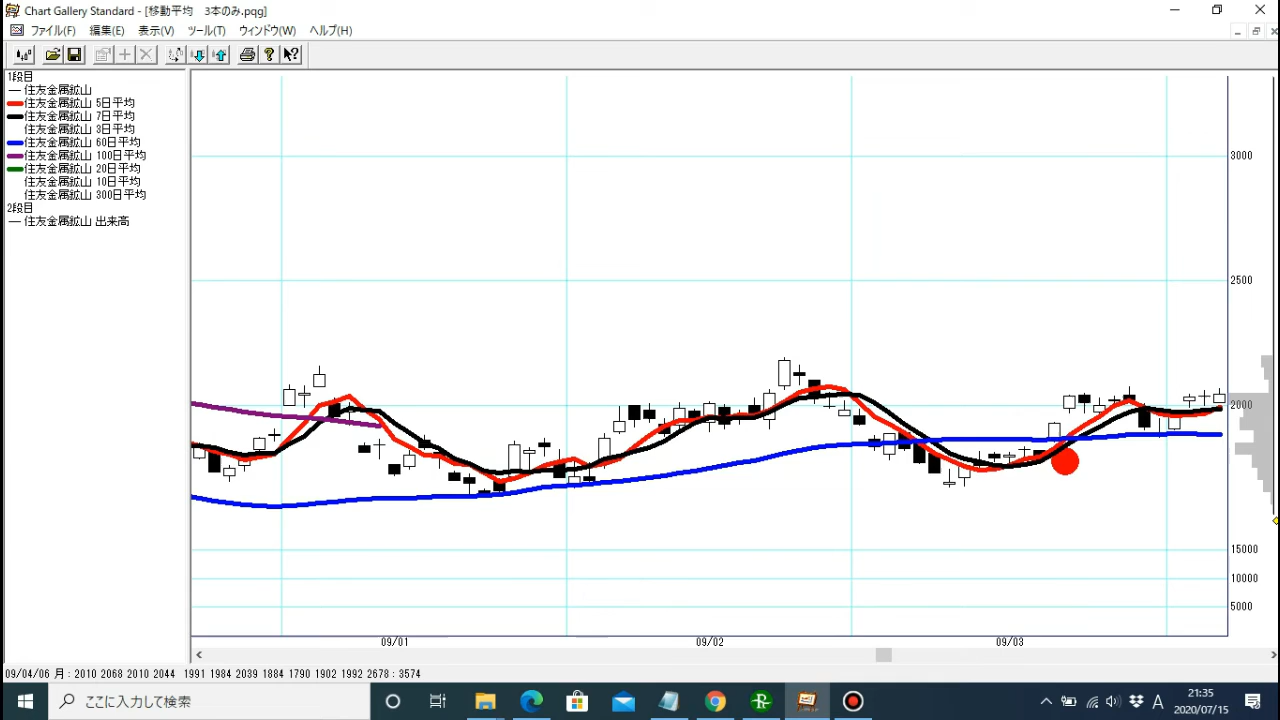 Chart Gallery Standard - [移動平均 3本のみ.pqg]
ファイル(F) 編集(E) 表示(V) ツール(T) ウィンドウ(W) ヘルプ(H)
1段目
住友金属鉱山
住友金属鉱山 5日平均
住友金属鉱山 7日平均
住友金属鉱山 3日平均
住友金属鉱山 60日平均
住友金属鉱山 100日平均
住友金属鉱山 20日平均
住友金属鉱山 10日平均
住友金属鉱山 300日平均
2段目
住友金属鉱山 出来高
3000
2500
2000
15000
10000
5000
09/01 09/02 09/03
09/04/06 月 : 2010 2068 2010 2044 1991 1984 2039 1884 1790 1902 1992 2678 : 3574
ここに入力して検索
A
21:35
2020/07/15